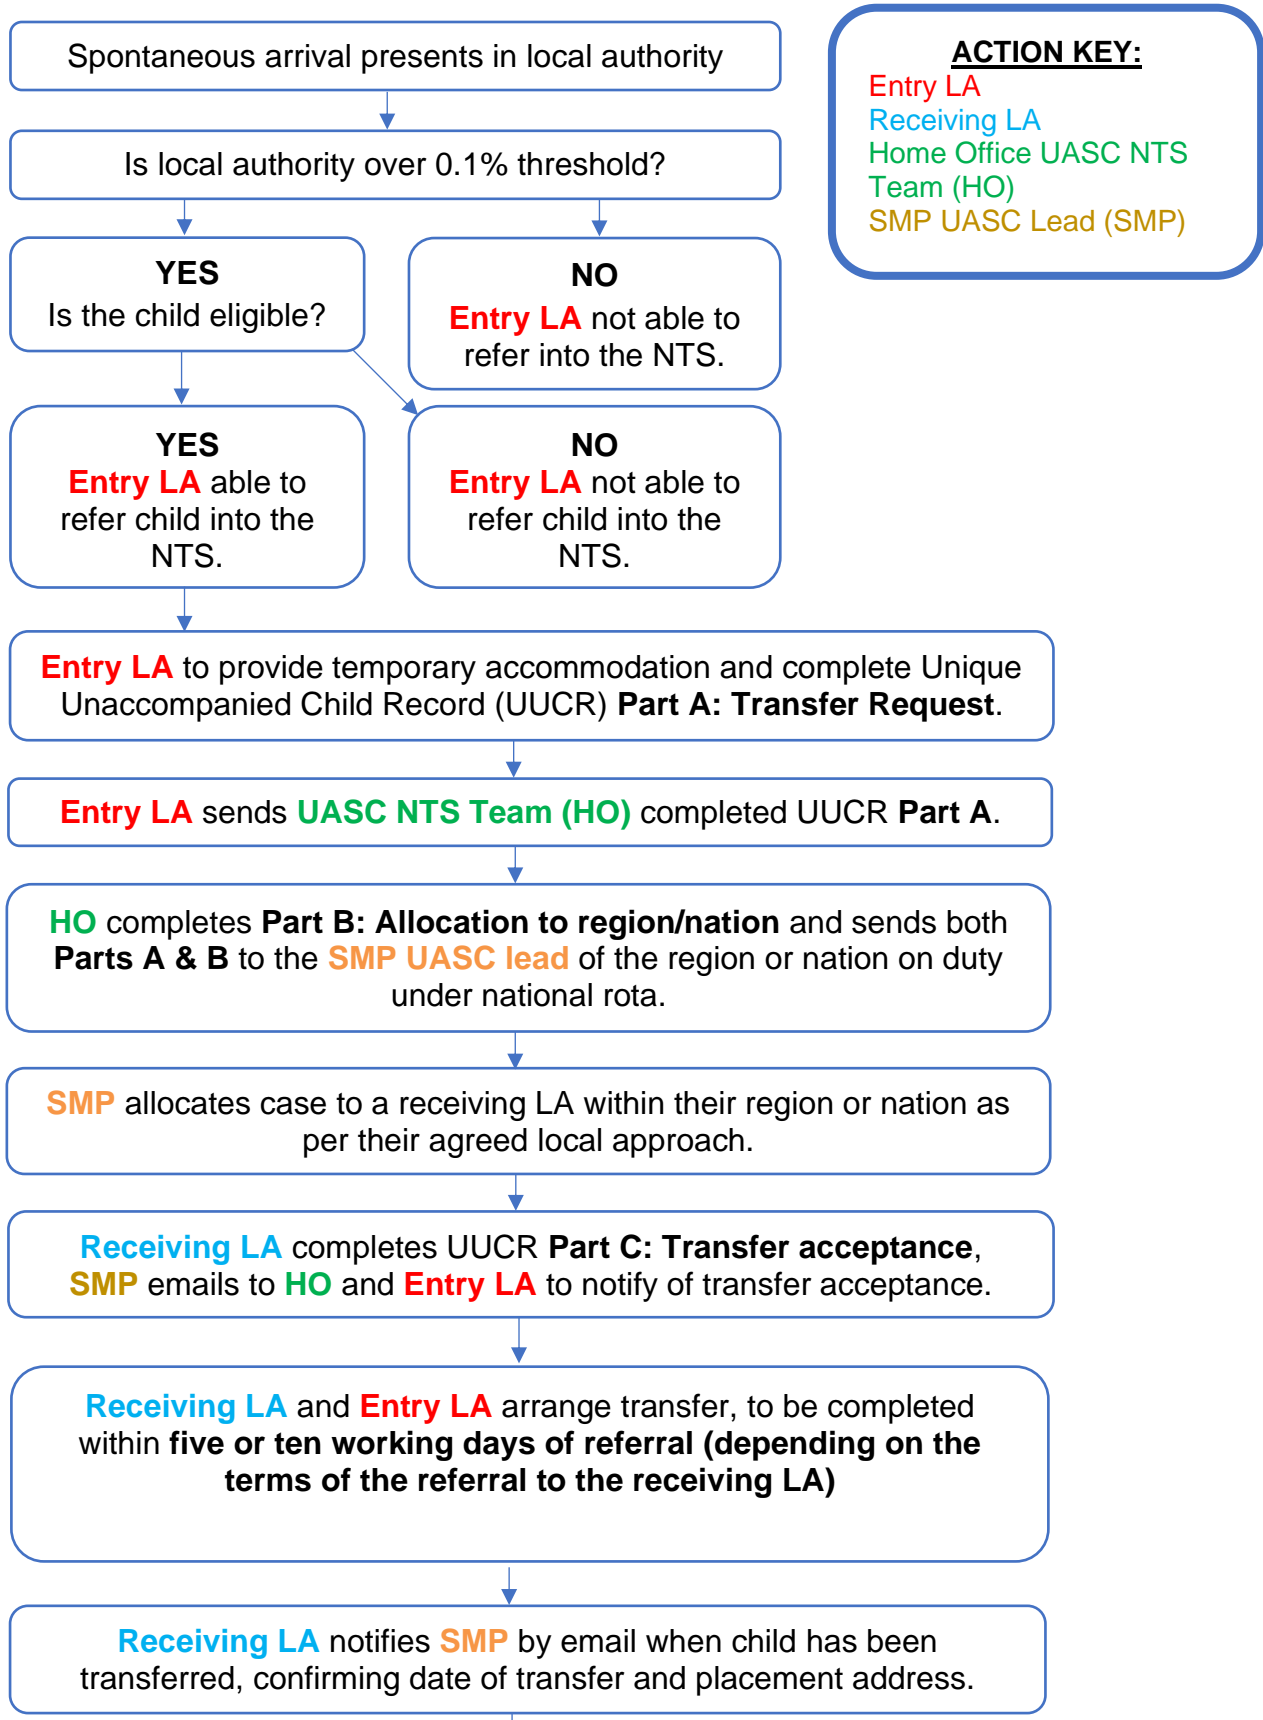 Spontaneous arrival presents in local authority
ACTION KEY:
Entry LA
Receiving LA
Home Office UASC NTS
Team (HO)
SMP UASC Lead (SMP)
Is local authority over 0.1% threshold?
YES
Is the child eligible?
NO
Entry LA not able to
refer into the NTS.
YES
Entry LA able to
refer child into the
NTS.
NO
Entry LA not able to
refer child into the
NTS.
Entry LA to provide temporary accommodation and complete Unique
Unaccompanied Child Record (UUCR) Part A: Transfer Request.
Entry LA sends UASC NTS Team (HO) completed UUCR Part A.
HO completes Part B: Allocation to region/nation and sends both
Parts A & B to the SMP UASC lead of the region or nation on duty
under national rota.
SMP allocates case to a receiving LA within their region or nation as
per their agreed local approach.
Receiving LA completes UUCR Part C: Transfer acceptance,
SMP emails to HO and Entry LA to notify of transfer acceptance.
Receiving LA and Entry LA arrange transfer, to be completed
within five or ten working days of referral (depending on the
terms of the referral to the receiving LA)
Receiving LA notifies SMP by email when child has been
transferred, confirming date of transfer and placement address.